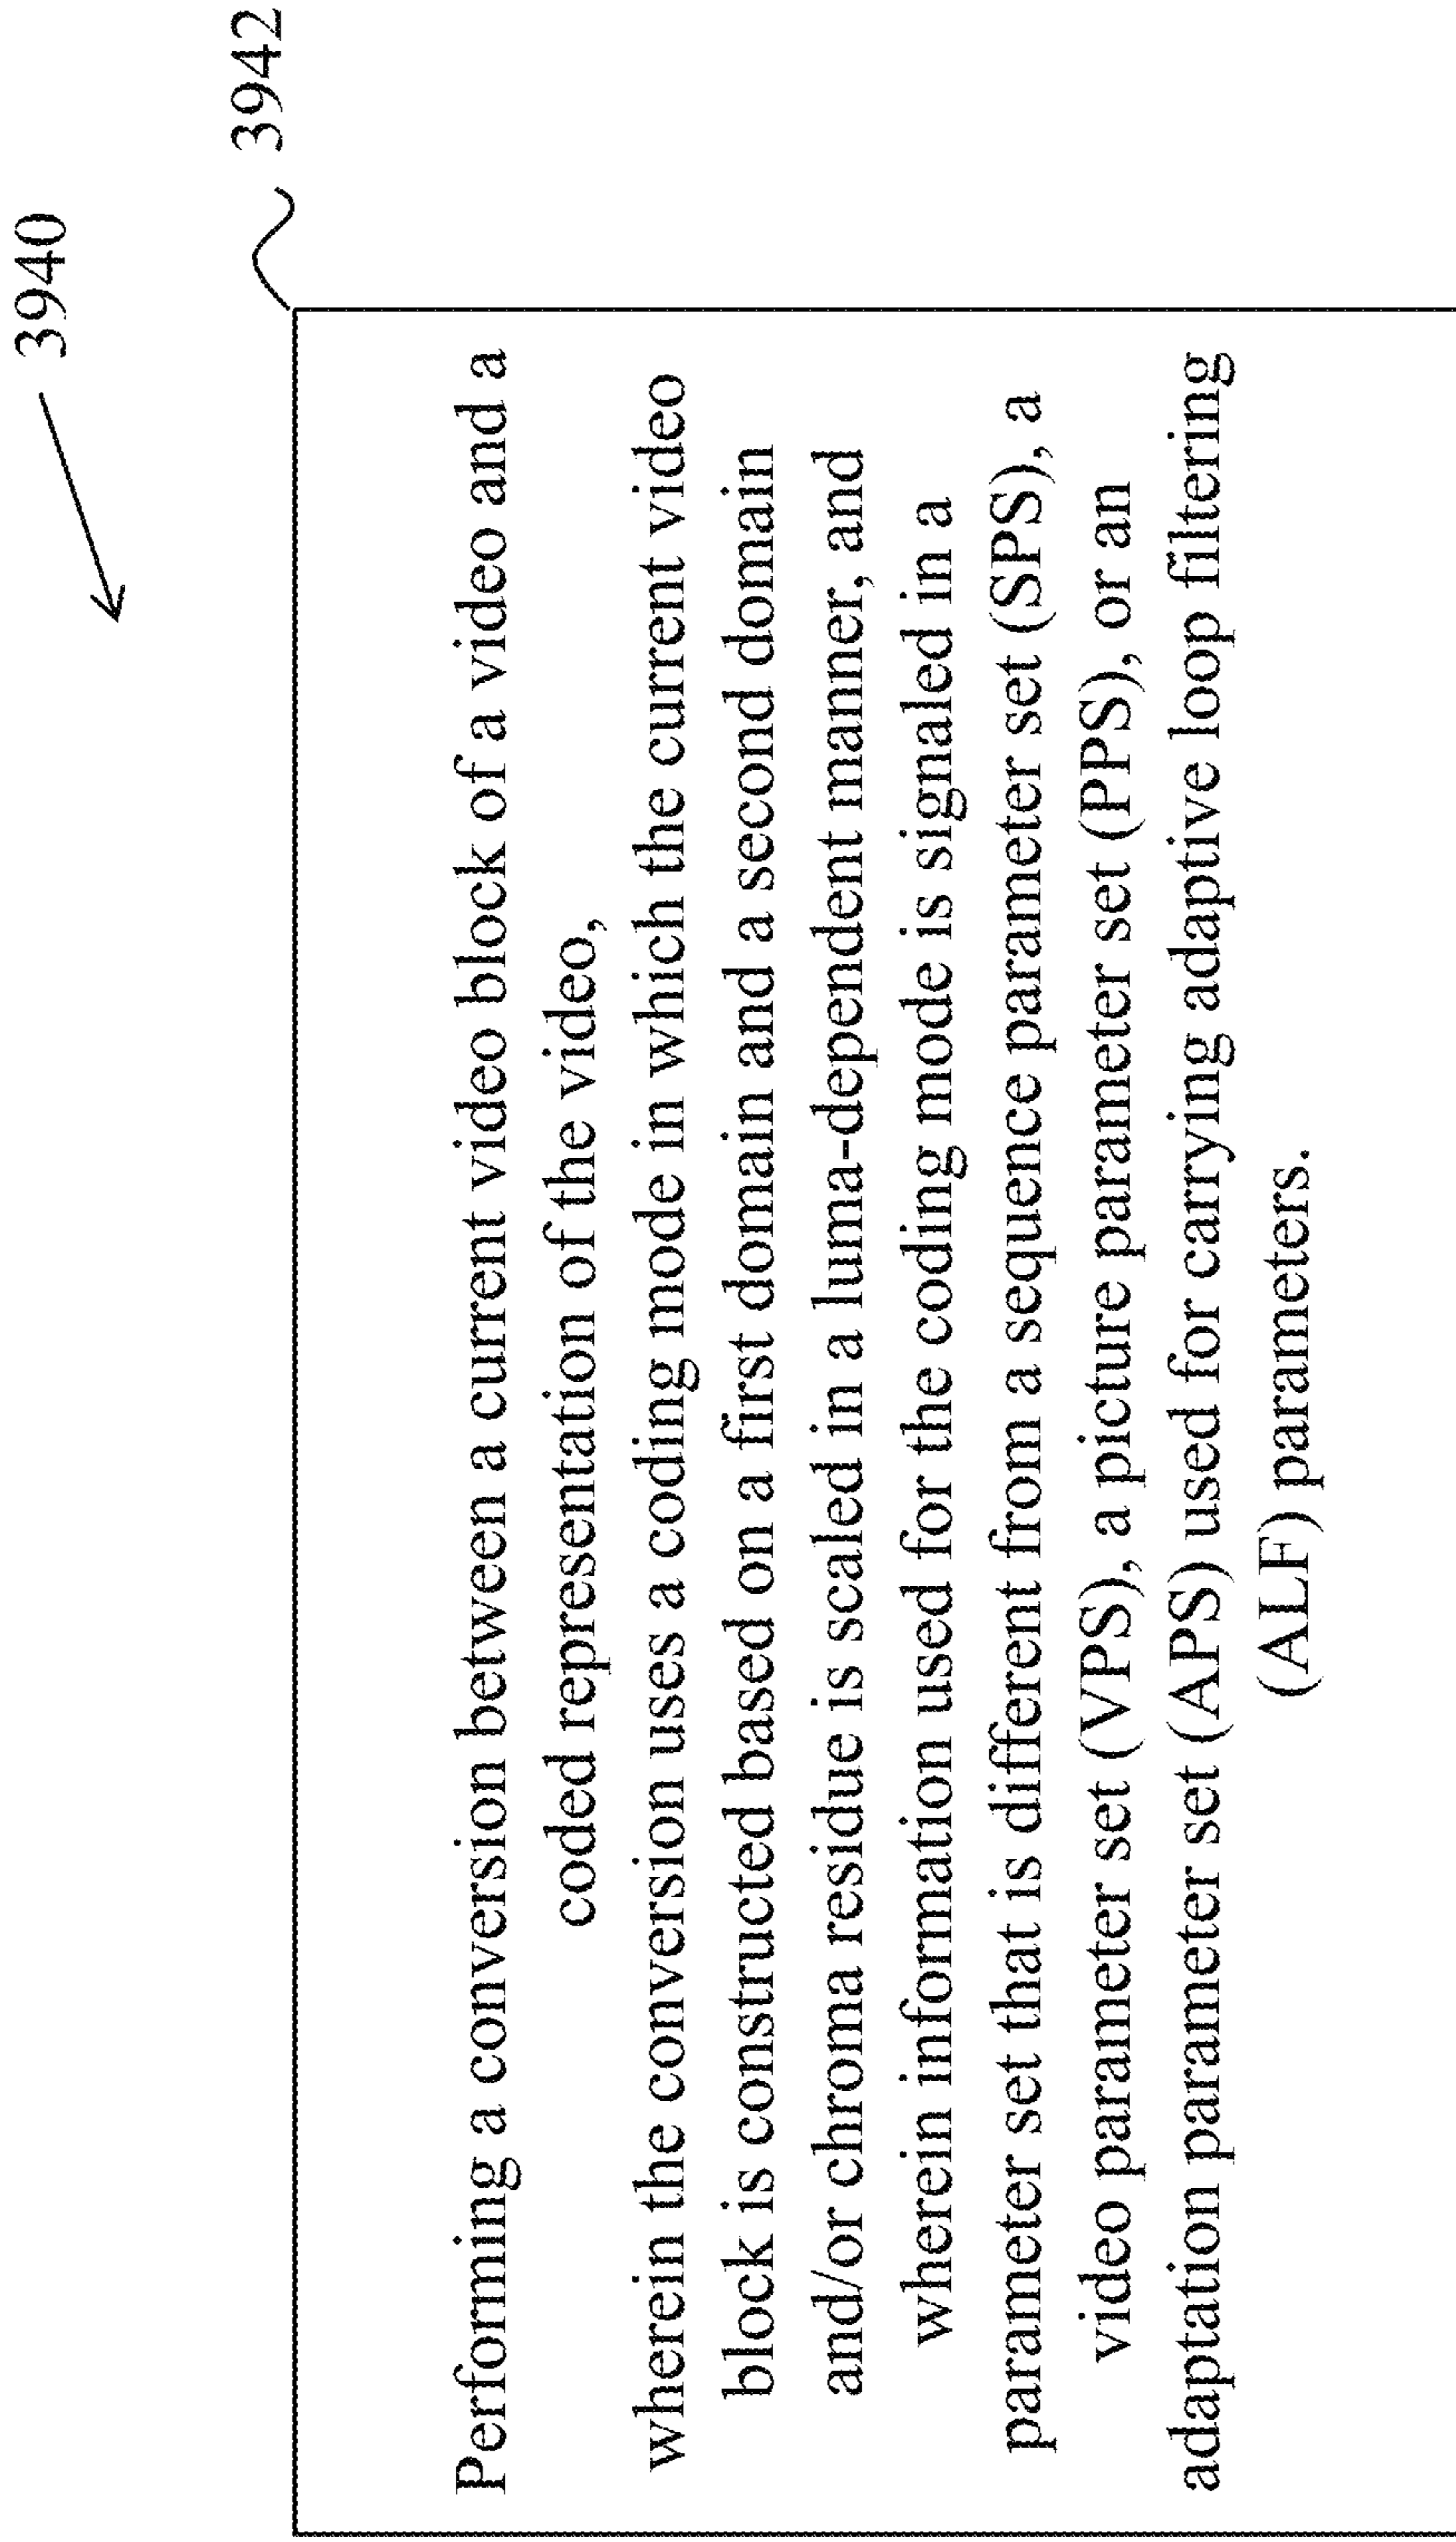 3940
3942
Performing a conversion between a current video block of a video and a
coded representation of the video,
wherein the conversion uses a coding mode in which the current video
block is constructed based on a first domain and a second domain
and/or chroma residue is scaled in a luma-dependent manner, and
wherein information used for the coding mode is signaled in a
parameter set that is different from a sequence parameter set (SPS), a
video parameter set (VPS), a picture parameter set (PPS), or an
adaptation parameter set (APS) used for carrying adaptive loop filtering
(ALF) parameters.